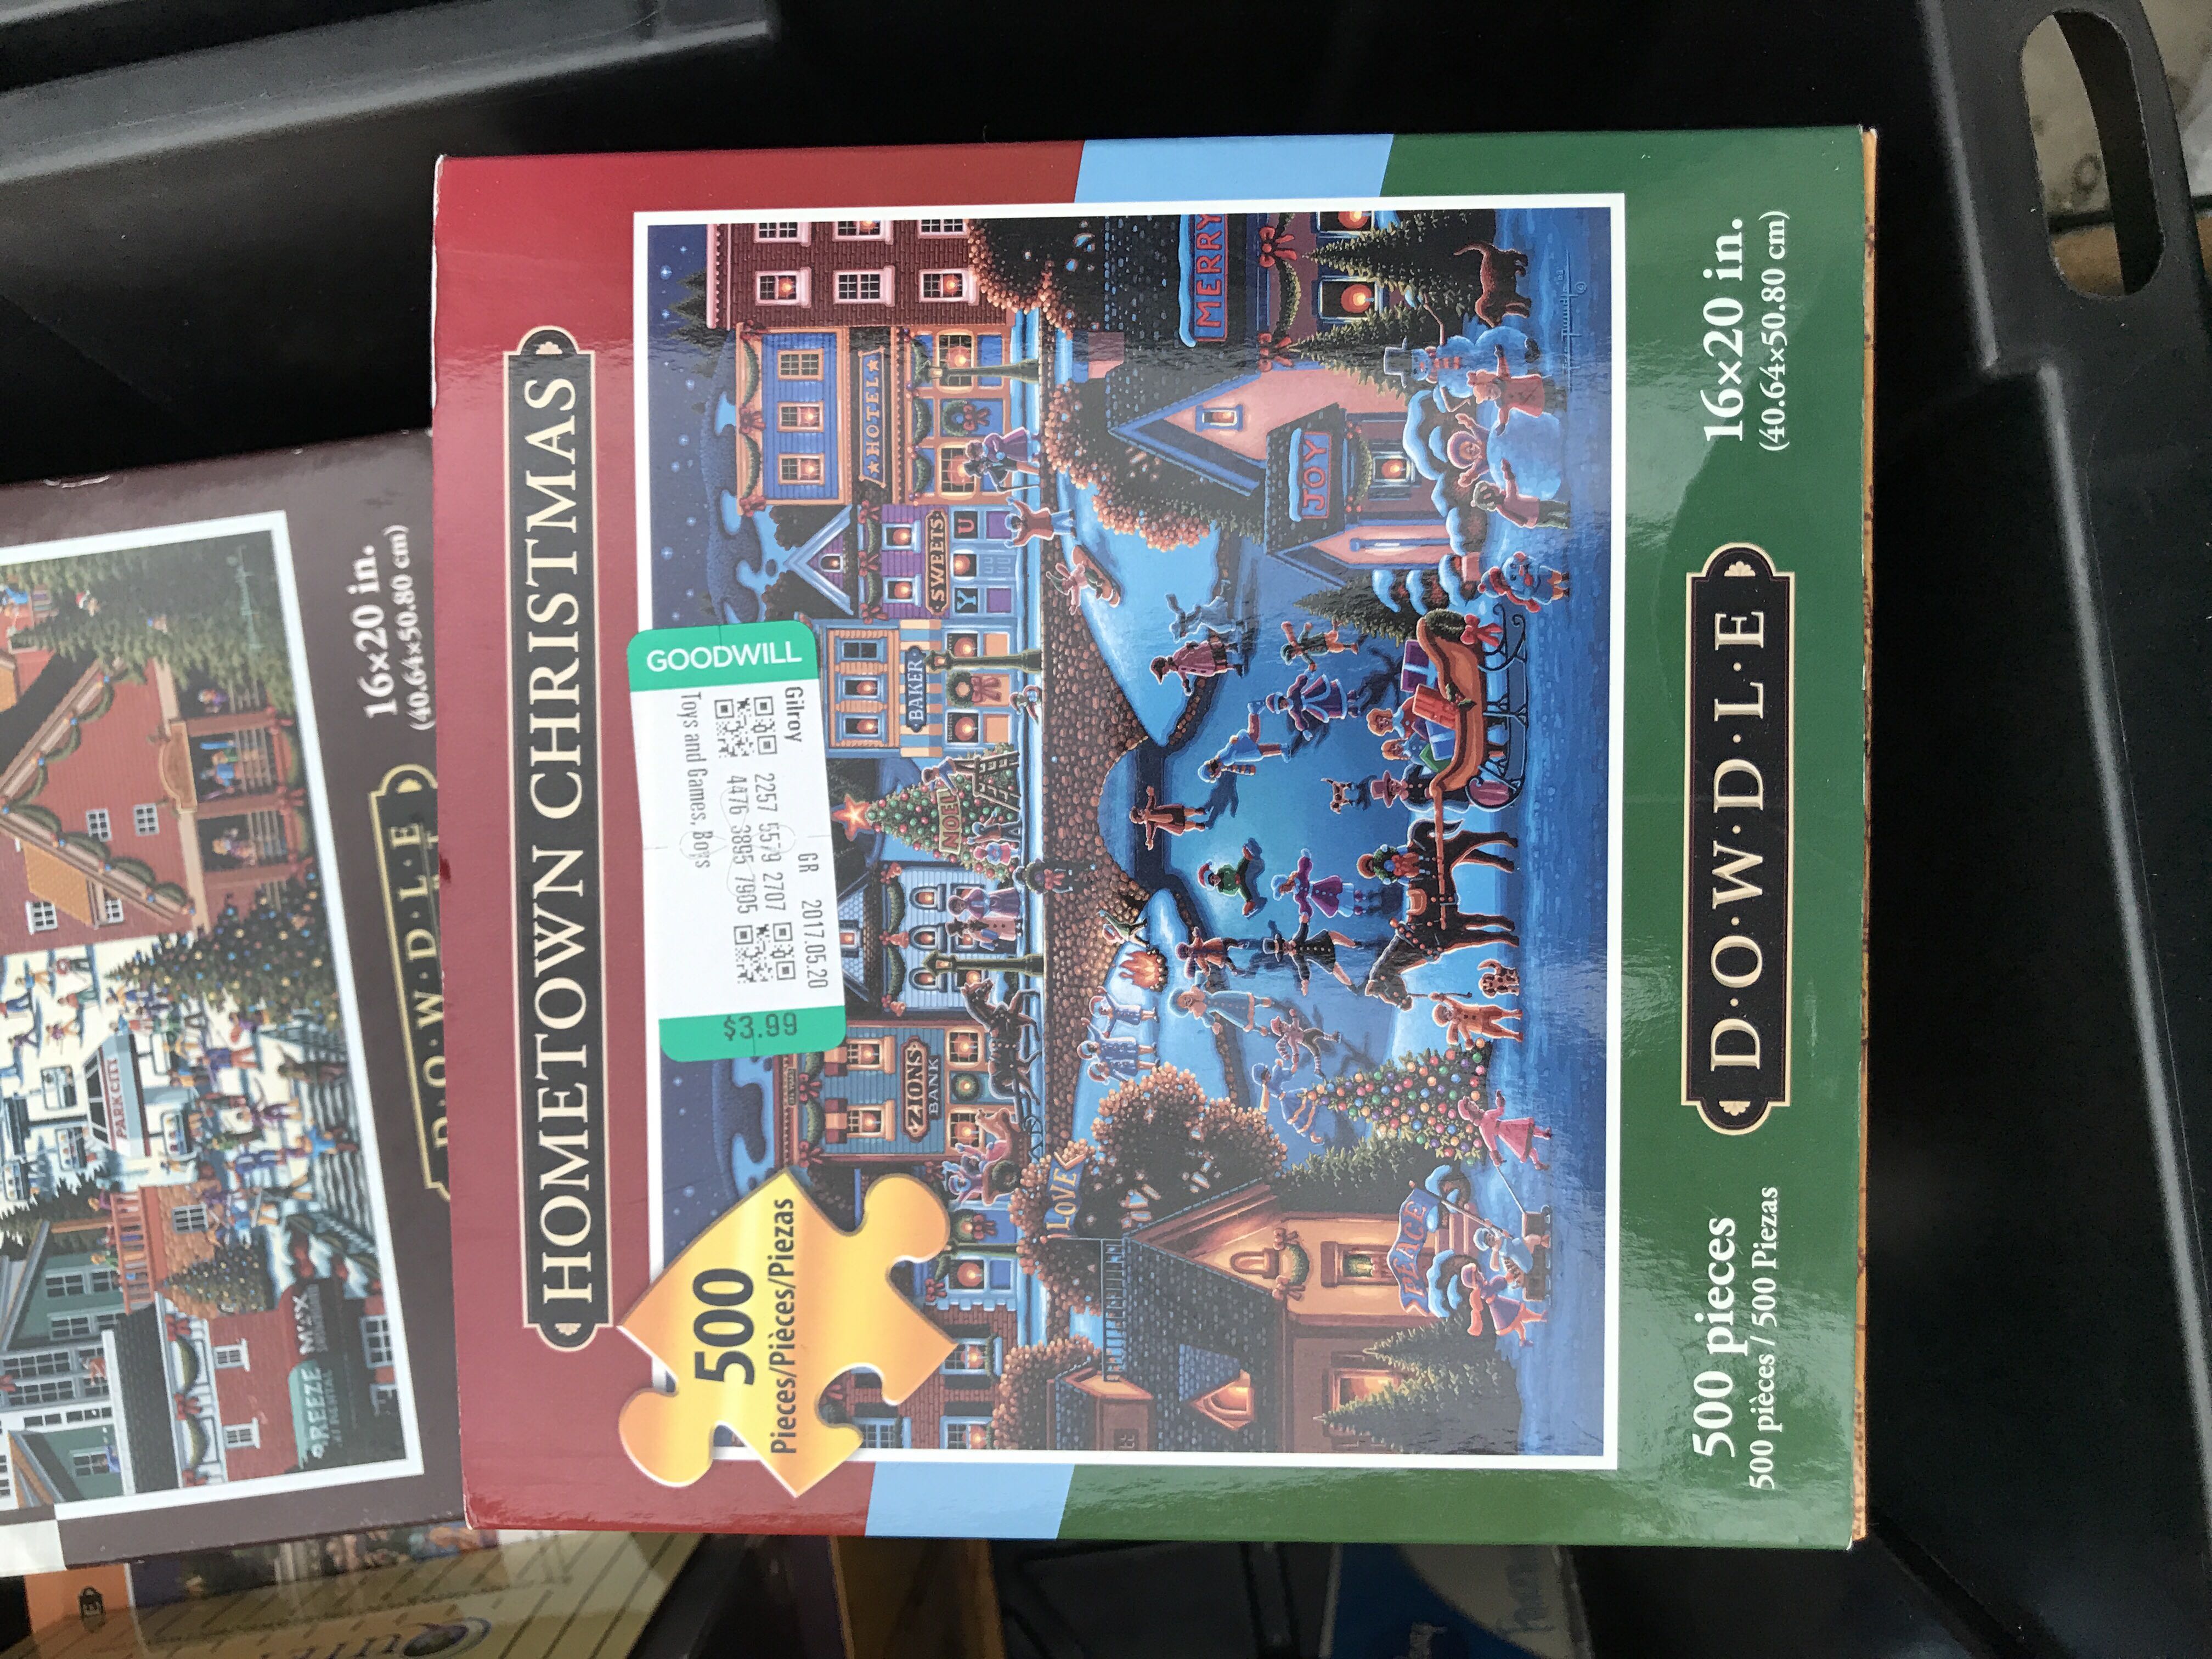 HOMETOWN CHRISTMAS
GOODWILL
Gilroy GR 2017.05.20
2257 5579 2707
4476 3895 7905
Toys and Games, Boys
$3.99
500
Pieces/Pièces/Piezas
HOTEL
SWEETS
BAKER
NOEL
ZIONS
BANK
LOVE
MERRY
JOY
PEACE
500 pieces
500 pièces / 500 Piezas
D·O·W·D·L·E
16×20 in.
(40.64×50.80 cm)
PARK CITY
D·O·W·D·L·E
16×20 in.
(40.64×50.80 cm)